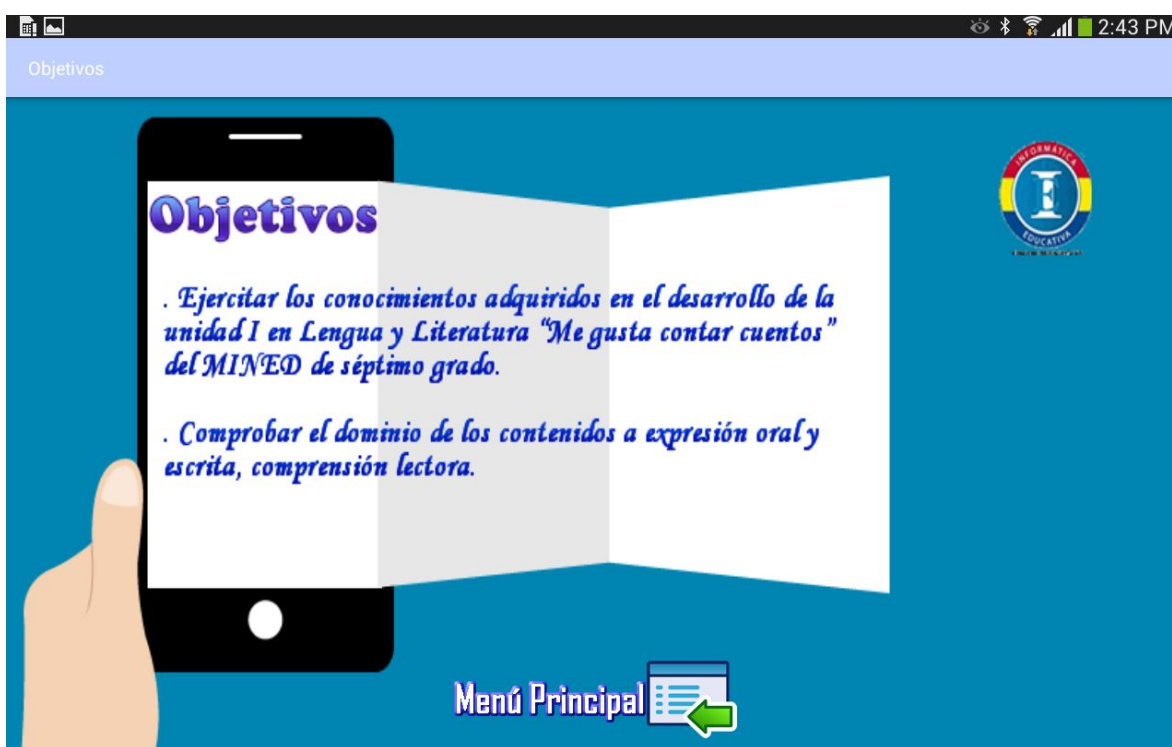 2:43 PM
Objetivos
INFORMÁTICA
E
EDUCATIVA
Objetivos
. Ejercitar los conocimientos adquiridos en el desarrollo de la
unidad I en Lengua y Literatura “Me gusta contar cuentos”
del MINED de séptimo grado.
. Comprobar el dominio de los contenidos a expresión oral y
escrita, comprensión lectora.
Menú Principal